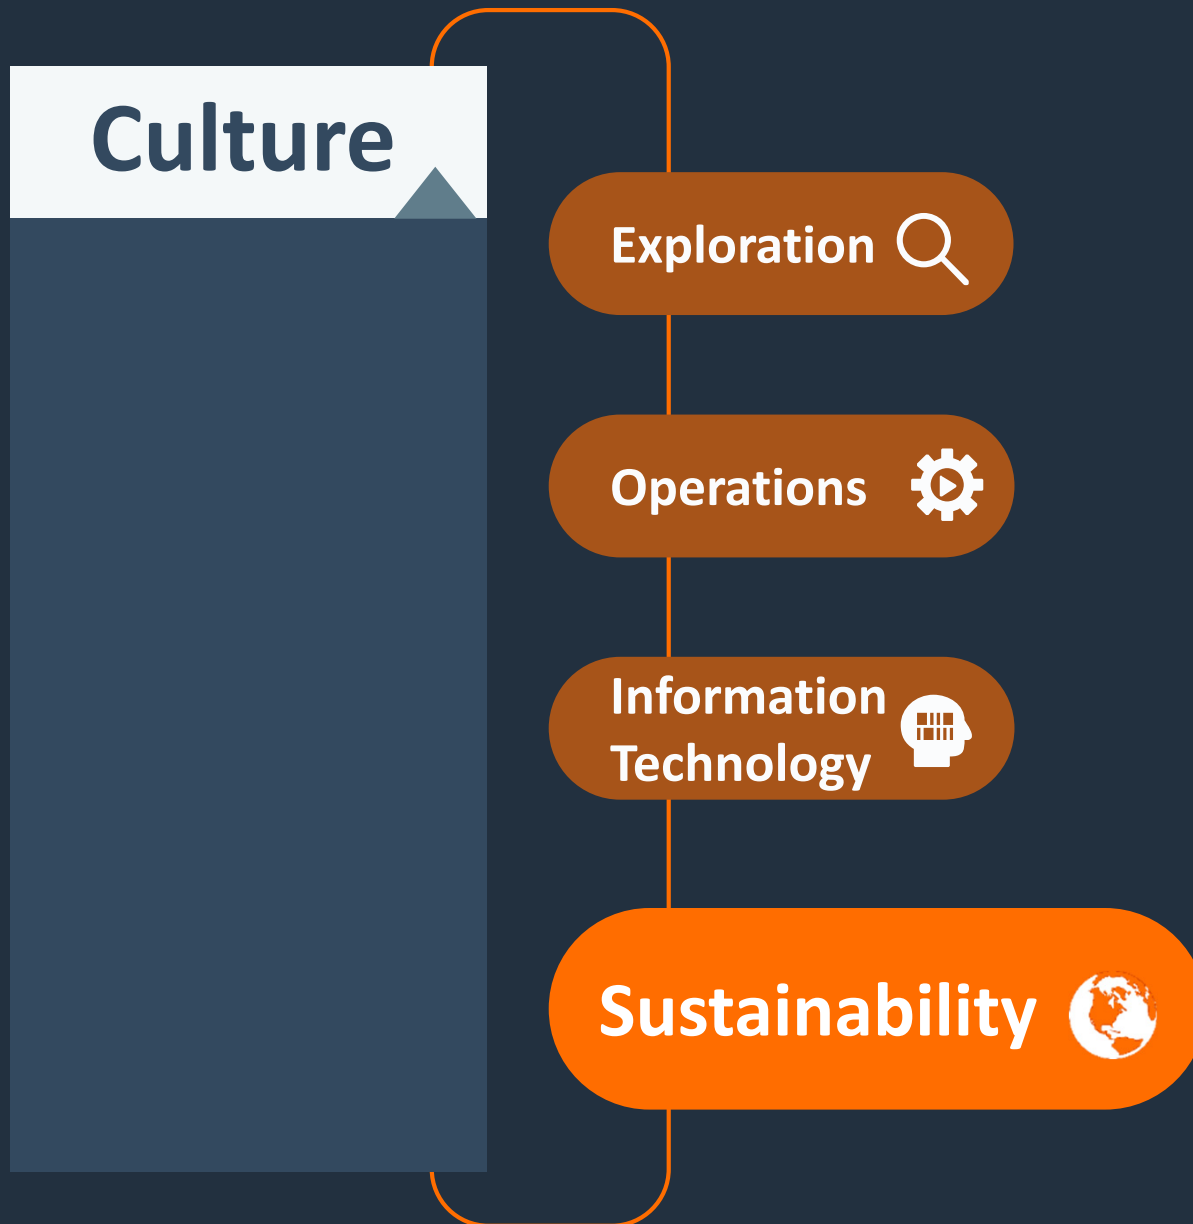 Culture
Exploration
Operations
Information
Technology
Sustainability